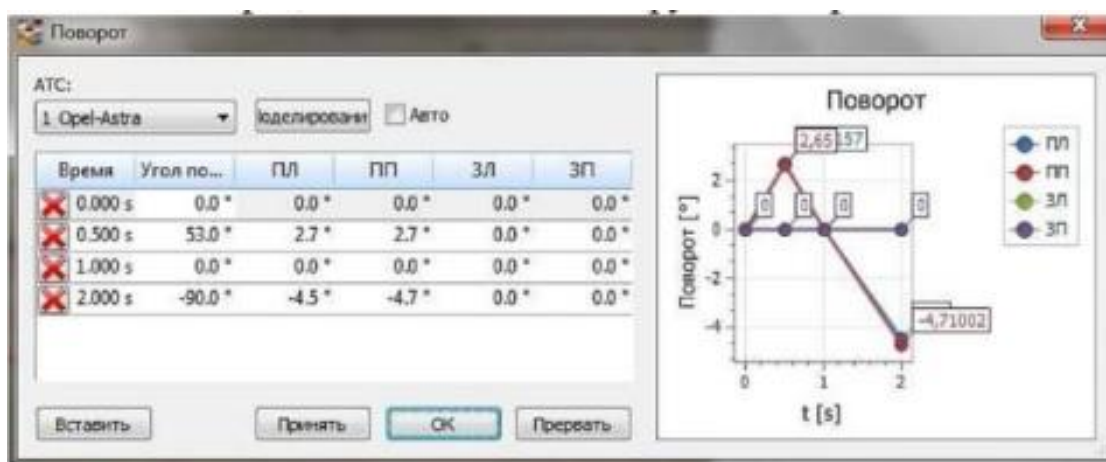 Поворот
АТС:
1 Opel-Astra
Моделировани
Авто
Время Угол по... ПЛ ПП ЗЛ ЗП
0.000 s 0.0 ° 0.0 ° 0.0 ° 0.0 ° 0.0 °
0.500 s 53.0 ° 2.7 ° 2.7 ° 0.0 ° 0.0 °
1.000 s 0.0 ° 0.0 ° 0.0 ° 0.0 ° 0.0 °
2.000 s -90.0 ° -4.5 ° -4.7 ° 0.0 ° 0.0 °
Вставить Принять ОК Прервать
Поворот
2,65 157
2
0 0 0 0
0
-2
-4
-4,71002
0 1 2
Поворот [°]
t [s]
ПЛ
ПП
ЗЛ
ЗП